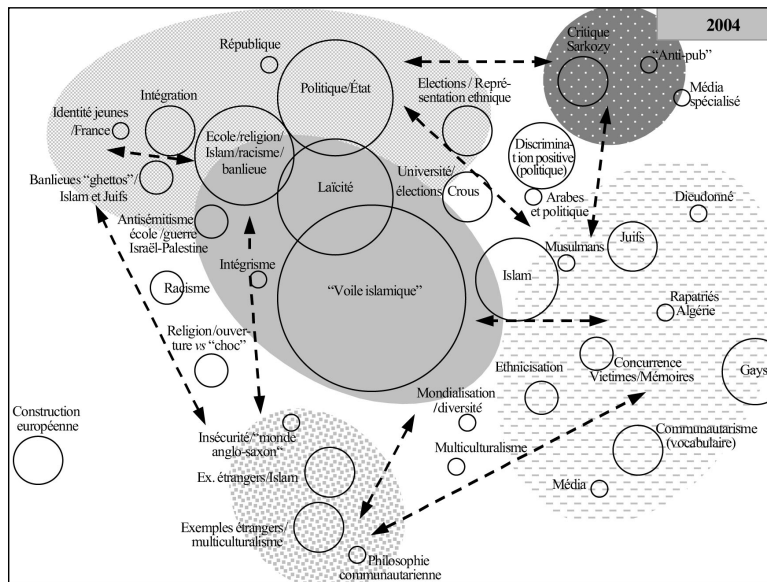 2004
Critique
Sarkozy
“Anti-pub”
Média
spécialisé
République
Politique/État
Elections / Repré-
sentation ethnique
Identité jeunes
/France
Intégration
Ecole/religion/
Islam/racisme/
banlieue
Discrimina-
tion positive
(politique)
Banlieues “ghettos”/
Islam et Juifs
Laïcité
Université/
élections
Crous
Arabes
et politique
Dieudonné
Antisémitisme
école /guerre
Israël-Palestine
Musulmans
Juifs
Intégrisme
Islam
Racisme
“Voile islamique”
Rapatriés
Algérie
Religion/ouver-
ture vs “choc”
Ethnicisation
Concurrence
Victimes/Mémoires
Gays
Mondialisation
/diversité
Construction
européenne
Insécurité/“monde
anglo-saxon“
Communautarisme
(vocabulaire)
Multiculturalisme
Ex. étrangers/Islam
Média
Exemples étrangers/
multiculturalisme
Philosophie
communautarienne